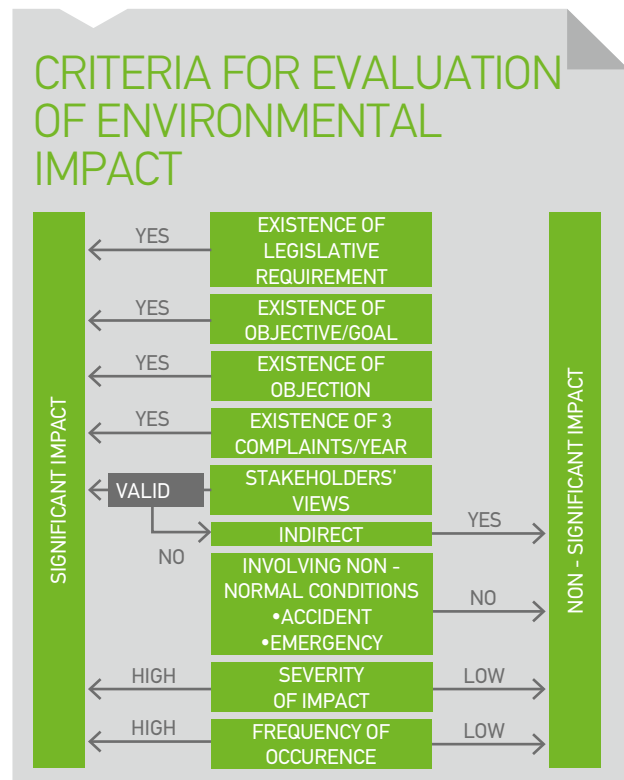 CRITERIA FOR EVALUATION
OF ENVIRONMENTAL
IMPACT
SIGNIFICANT IMPACT
YES
EXISTENCE OF
LEGISLATIVE
REQUIREMENT
YES
EXISTENCE OF
OBJECTIVE/GOAL
YES
EXISTENCE OF
OBJECTION
YES
EXISTENCE OF 3
COMPLAINTS/YEAR
VALID
STAKEHOLDERS'
VIEWS
NO
INDIRECT
YES
INVOLVING NON -
NORMAL CONDITIONS
•ACCIDENT
•EMERGENCY
NO
HIGH
SEVERITY
OF IMPACT
LOW
HIGH
FREQUENCY OF
OCCURENCE
LOW
NON - SIGNIFICANT IMPACT